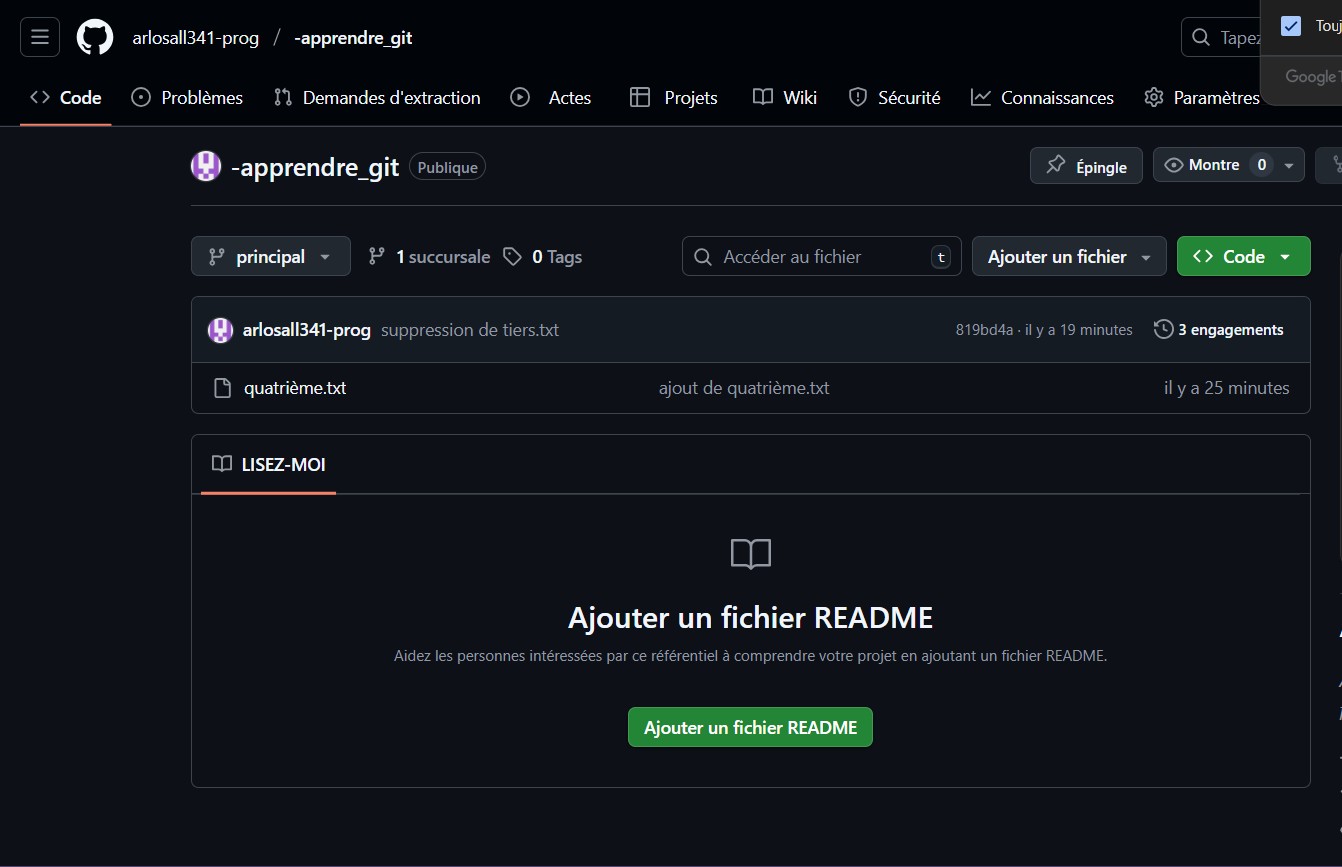 arlosall341-prog / -apprendre_git
Tapez
Code Problèmes Demandes d'extraction Actes Projets Wiki Sécurité Connaissances Paramètres
-apprendre_git Publique
Épingle Montre 0
principal 1 succursale 0 Tags Accéder au fichier t Ajouter un fichier Code
arlosall341-prog suppression de tiers.txt 819bd4a · il y a 19 minutes 3 engagements
quatrième.txt ajout de quatrième.txt il y a 25 minutes
LISEZ-MOI
Ajouter un fichier README
Aidez les personnes intéressées par ce référentiel à comprendre votre projet en ajoutant un fichier README.
Ajouter un fichier README
Google